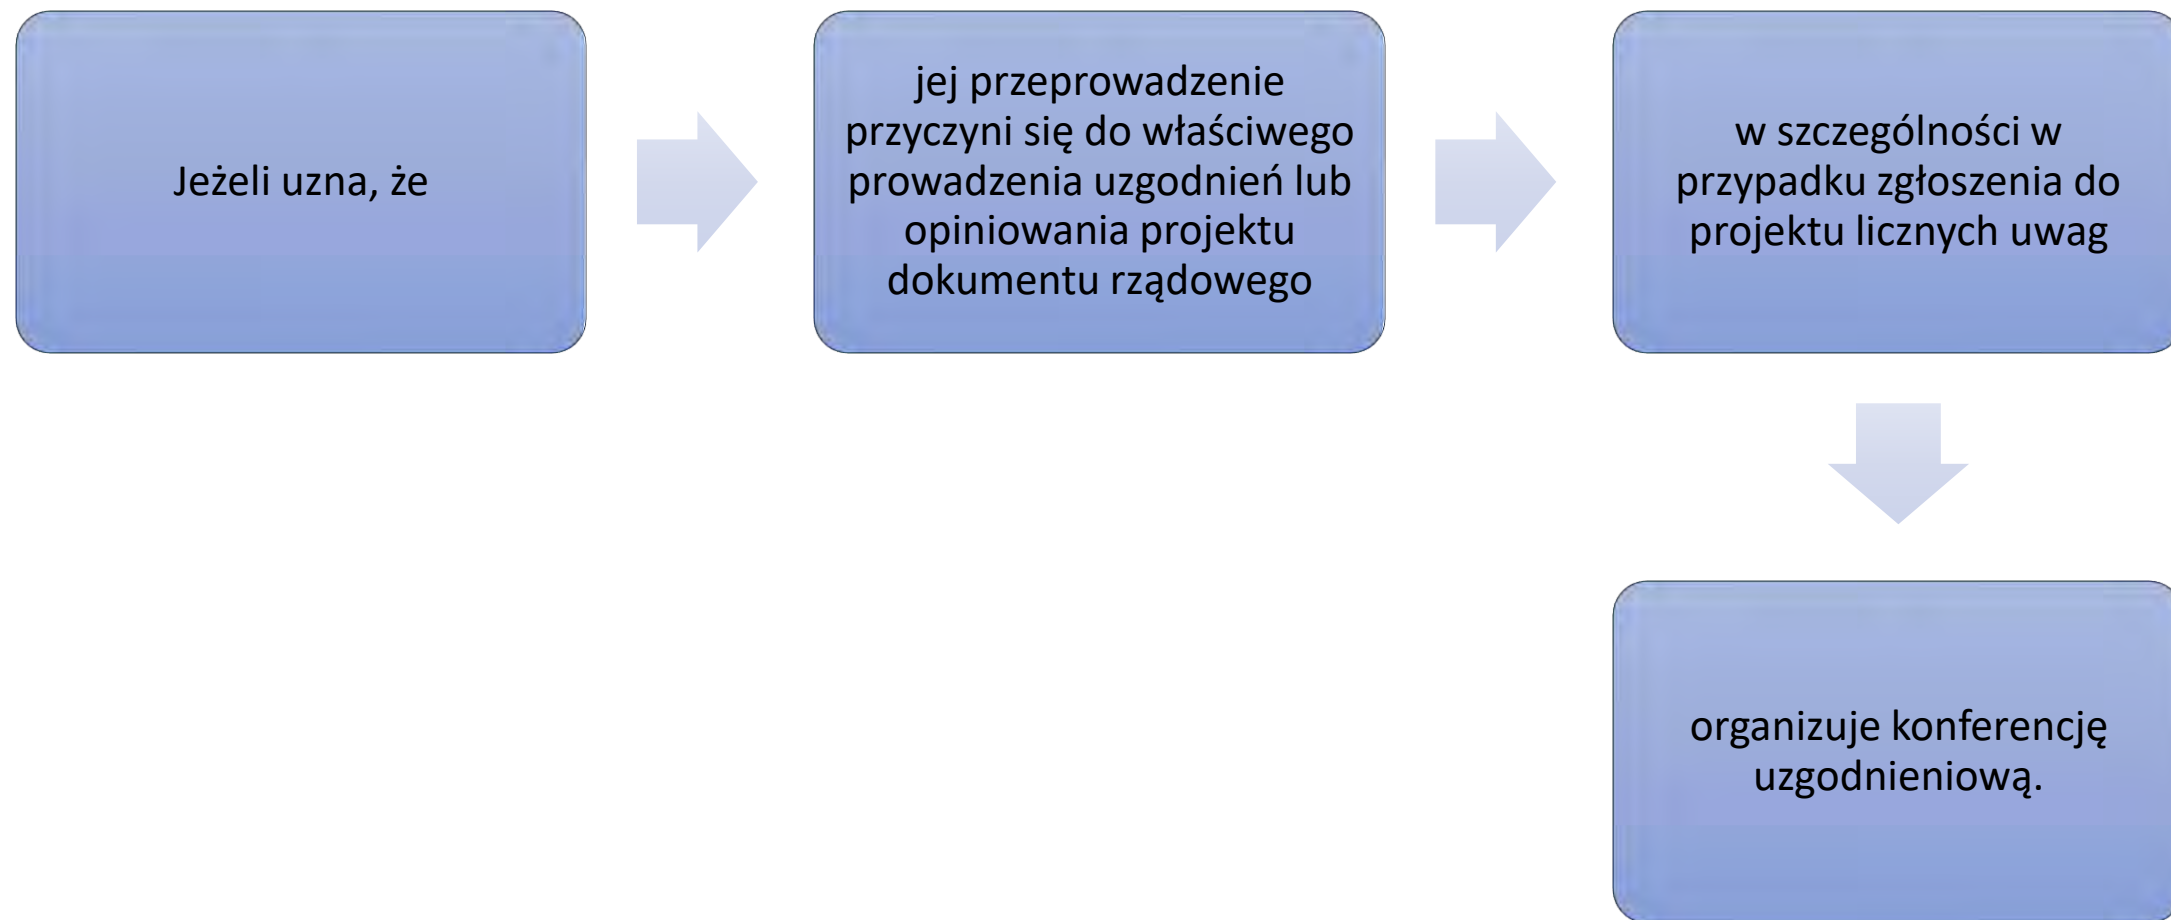 Jeżeli uzna, że
jej przeprowadzenie
przyczyni się do właściwego
prowadzenia uzgodnień lub
opiniowania projektu
dokumentu rządowego
w szczególności w
przypadku zgłoszenia do
projektu licznych uwag
organizuje konferencję
uzgodnieniową.